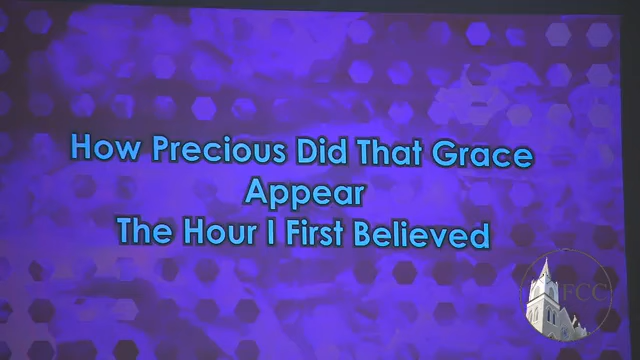 How Precious Did That Grace
Appear
The Hour I First Believed
FCC